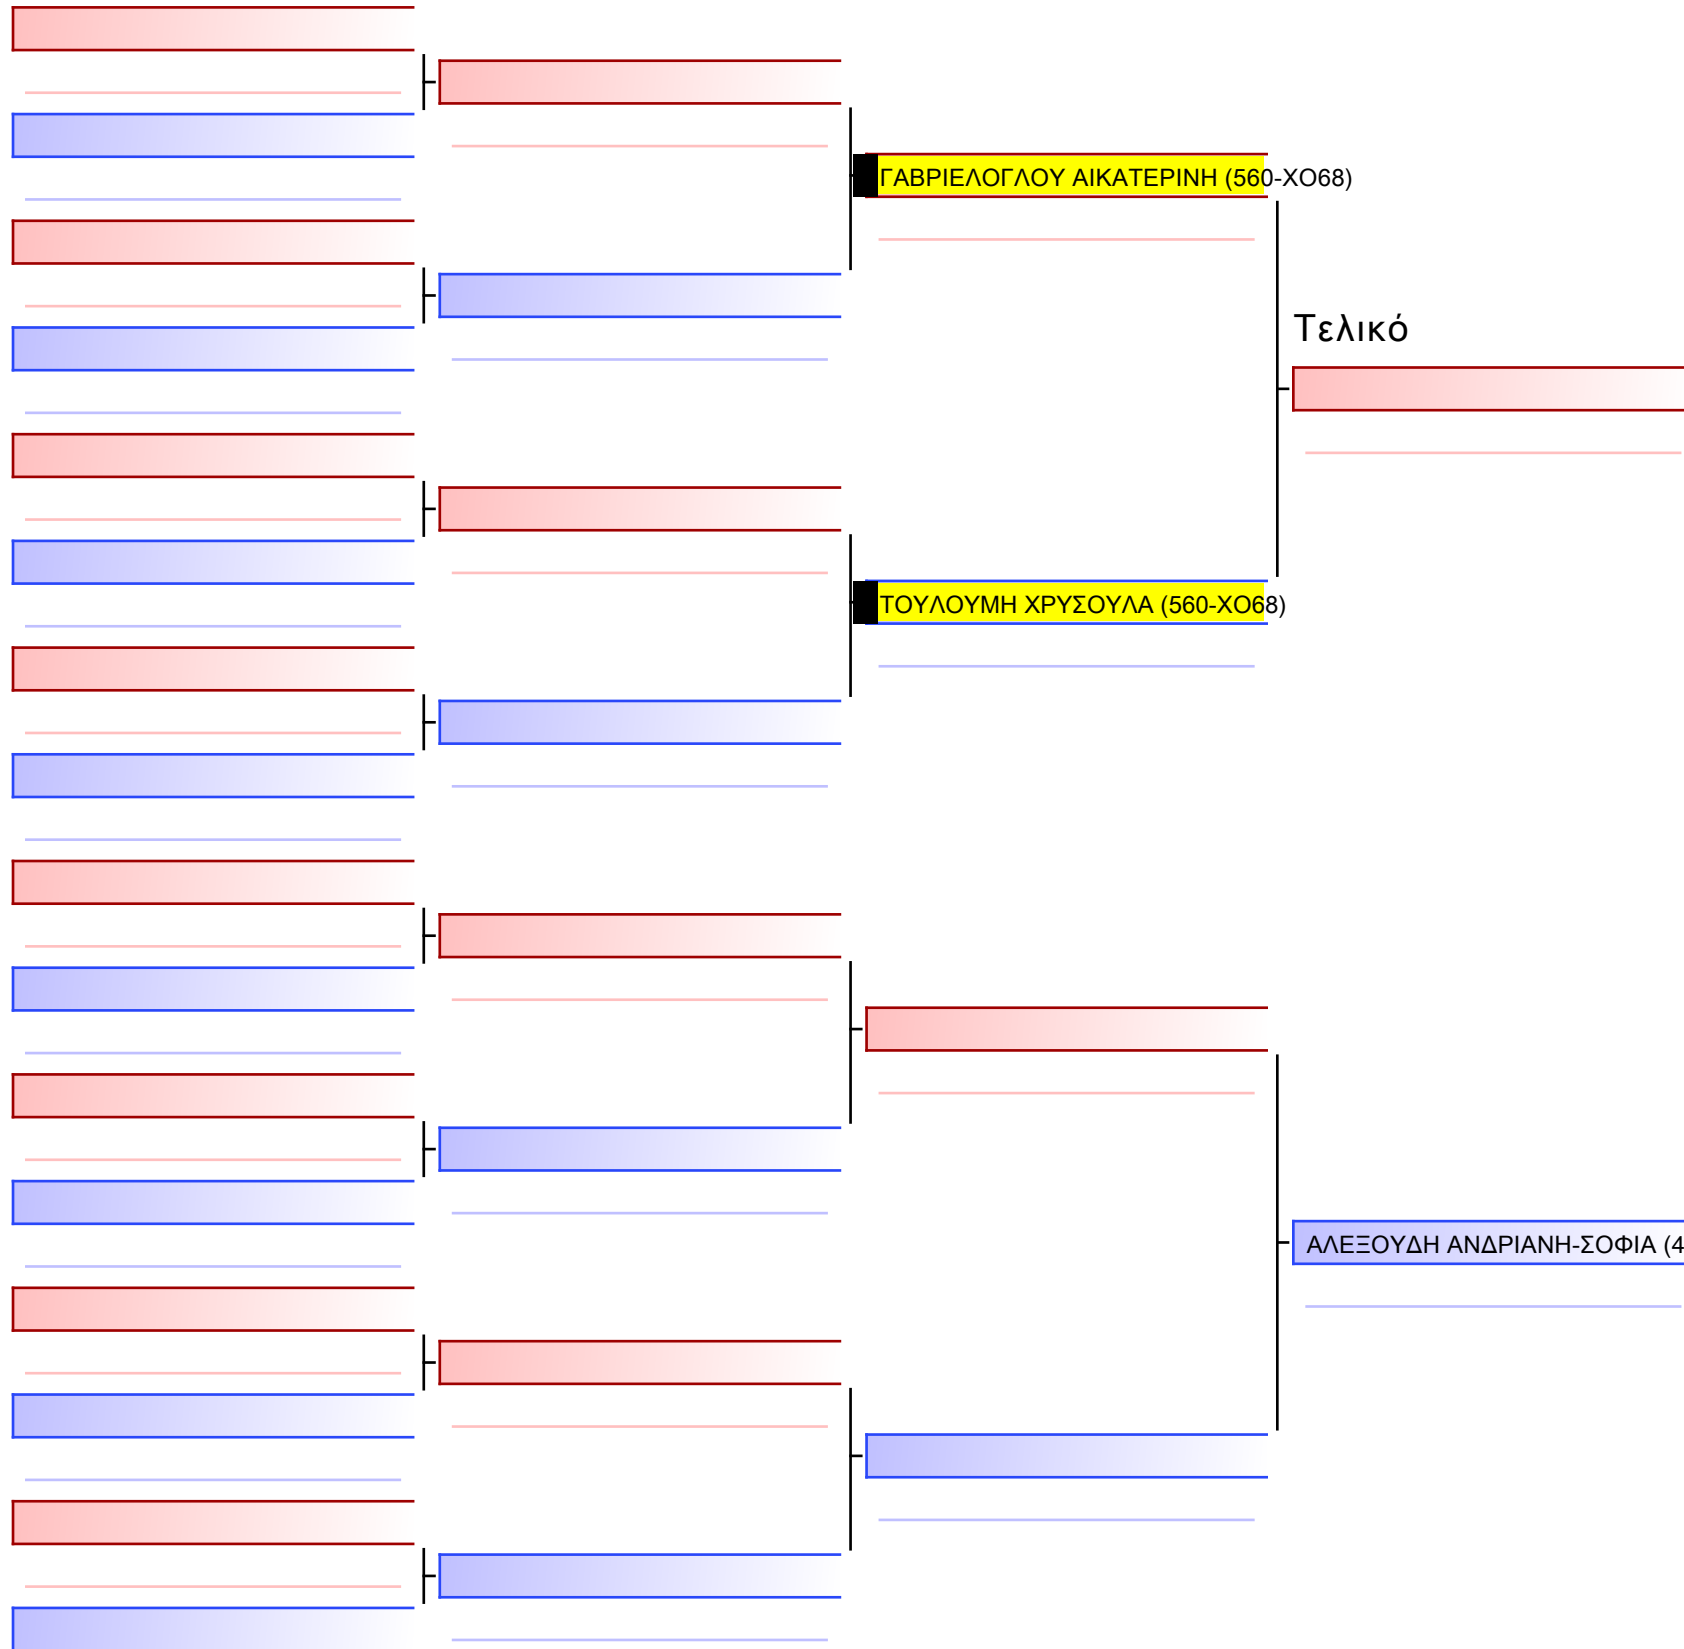 ΓΑΒΡΙΕΛΟΓΛΟΥ ΑΙΚΑΤΕΡΙΝΗ (560-ΧΟ68)
Τελικό
ΤΟΥΛΟΥΜΗ ΧΡΥΣΟΥΛΑ (560-ΧΟ68)
ΑΛΕΞΟΥΔΗ ΑΝΔΡΙΑΝΗ-ΣΟΦΙΑ (4